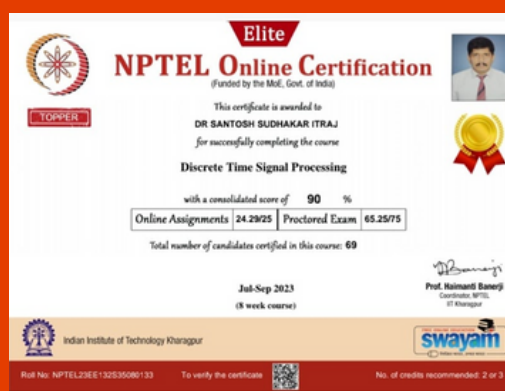 Elite
NPTEL Online Certification
(Funded by the MoE, Govt. of India)
TOPPER
This certificate is awarded to
DR SANTOSH SUDHAKAR ITRAJ
for successfully completing the course
Discrete Time Signal Processing
with a consolidated score of 90 %
Online Assignments 24.29/25 Proctored Exam 65.25/75
Total number of candidates certified in this course: 69
Jul-Sep 2023
(8 week course)
Prof. Haimanti Banerji
Coordinator, NPTEL
IIT Kharagpur
Indian Institute of Technology Kharagpur
swayam
Roll No: NPTEL23EE132S35080133 To verify the certificate No. of credits recommended: 2 or 3